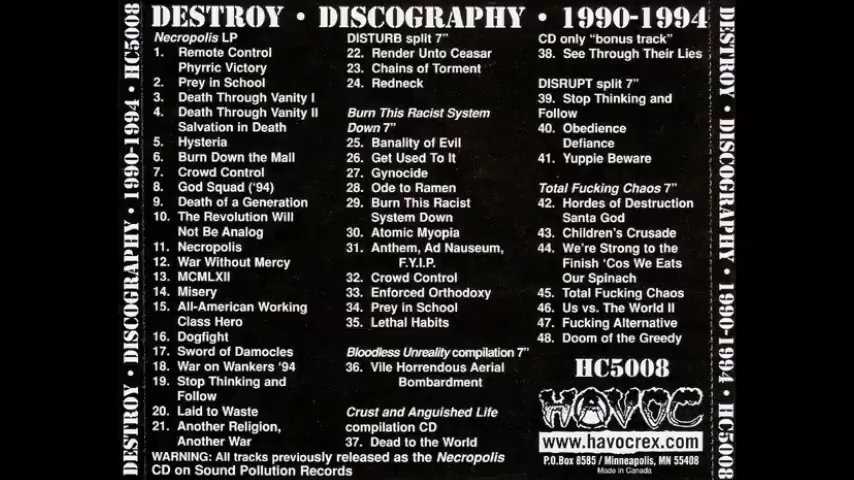 DESTROY • DISCOGRAPHY • 1990-1994
Necropolis LP
1. Remote Control
Phyrric Victory
2. Prey in School
3. Death Through Vanity I
4. Death Through Vanity II
Salvation in Death
5. Hysteria
6. Burn Down the Mall
7. Crowd Control
8. God Squad ('94)
9. Death of a Generation
10. The Revolution Will
Not Be Analog
11. Necropolis
12. War Without Mercy
13. MCMLXII
14. Misery
15. All-American Working
Class Hero
16. Dogfight
17. Sword of Damocles
18. War on Wankers '94
19. Stop Thinking and
Follow
20. Laid to Waste
21. Another Religion,
Another War
DISTURB split 7"
22. Render Unto Ceasar
23. Chains of Torment
24. Redneck
Burn This Racist System
Down 7"
25. Banality of Evil
26. Get Used To It
27. Gynocide
28. Ode to Ramen
29. Burn This Racist
System Down
30. Atomic Myopia
31. Anthem, Ad Nauseum,
F.Y.I.P.
32. Crowd Control
33. Enforced Orthodoxy
34. Prey in School
35. Lethal Habits
Bloodless Unreality compilation 7"
36. Vile Horrendous Aerial
Bombardment
Crust and Anguished Life
compilation CD
37. Dead to the World
CD only "bonus track"
38. See Through Their Lies
DISRUPT split 7"
39. Stop Thinking and
Follow
40. Obedience
Defiance
41. Yuppie Beware
Total Fucking Chaos 7"
42. Hordes of Destruction
Santa God
43. Children's Crusade
44. We're Strong to the
Finish 'Cos We Eats
Our Spinach
45. Total Fucking Chaos
46. Us vs. The World II
47. Fucking Alternative
48. Doom of the Greedy
HC5008
HAVOC
www.havocrex.com
P.O.Box 8585 / Minneapolis, MN 55408
Made in Canada
WARNING: All tracks previously released as the Necropolis
CD on Sound Pollution Records
DESTROY • DISCOGRAPHY • 1990-1994 • HC5008
DESTROY • DISCOGRAPHY • 1990-1994 • HC5008